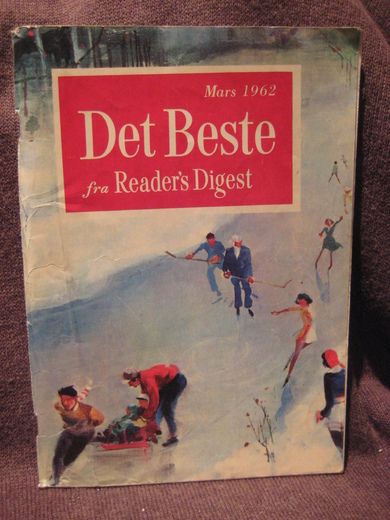 Mars 1962
Det Beste
fra Reader's Digest